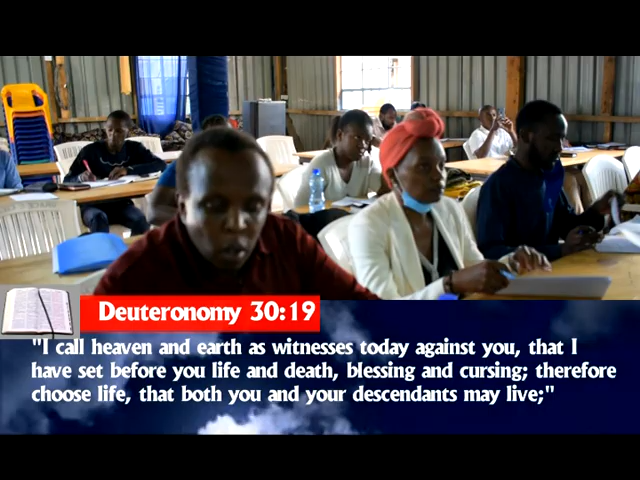 Deuteronomy 30:19
"I call heaven and earth as witnesses today against you, that I
have set before you life and death, blessing and cursing; therefore
choose life, that both you and your descendants may live;"